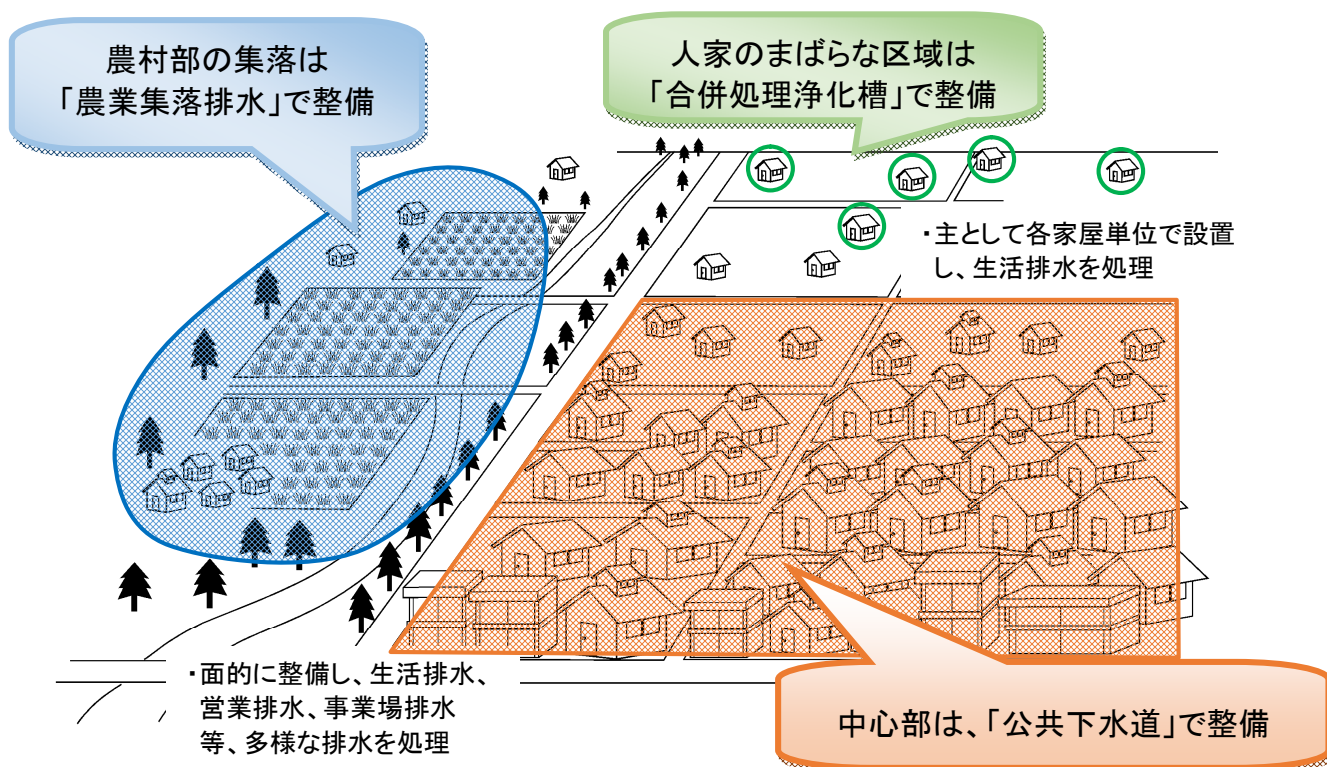 農村部の集落は
「農業集落排水」で整備
人家のまばらな区域は
「合併処理浄化槽」で整備
・主として各家屋単位で設置
し、生活排水を処理
・面的に整備し、生活排水、
営業排水、事業場排水
等、多様な排水を処理
中心部は、「公共下水道」で整備